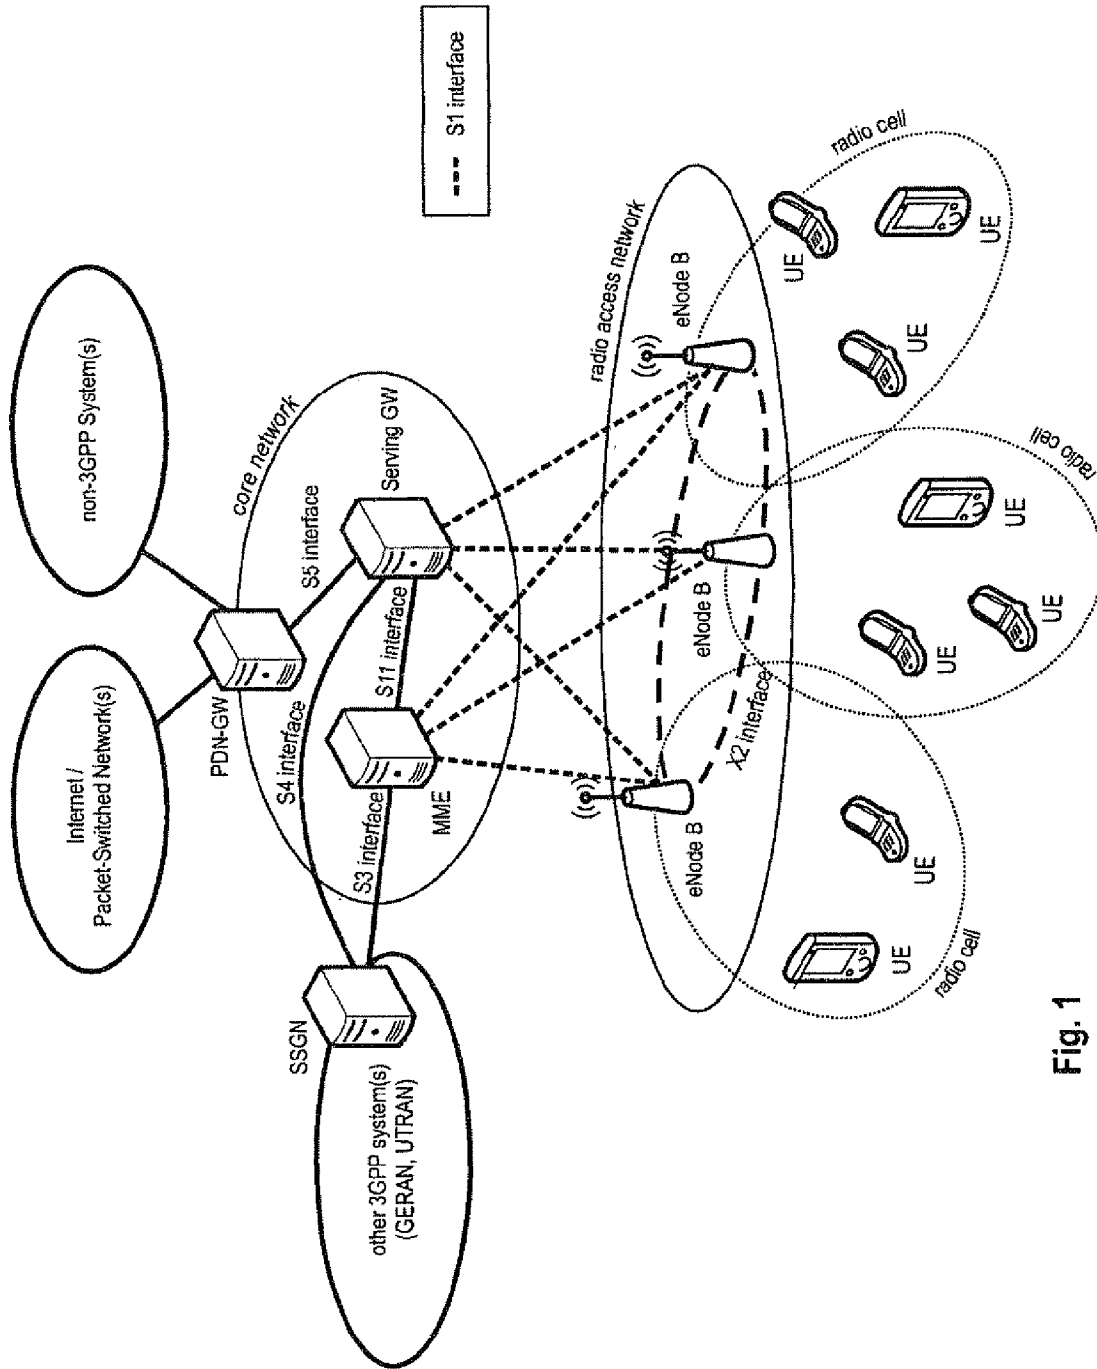 Internet /
Packet-Switched Network(s)
non-3GPP System(s)
PDN-GW
core network
S5 interface
Serving GW
S4 interface
S11 interface
SSGN
S3 interface
MME
other 3GPP system(s)
(GERAN, UTRAN)
S1 interface
radio access network
eNode B
eNode B
eNode B
X2 interface
radio cell
UE
UE
radio cell
UE
UE
UE
radio cell
UE
UE
UE
Fig. 1